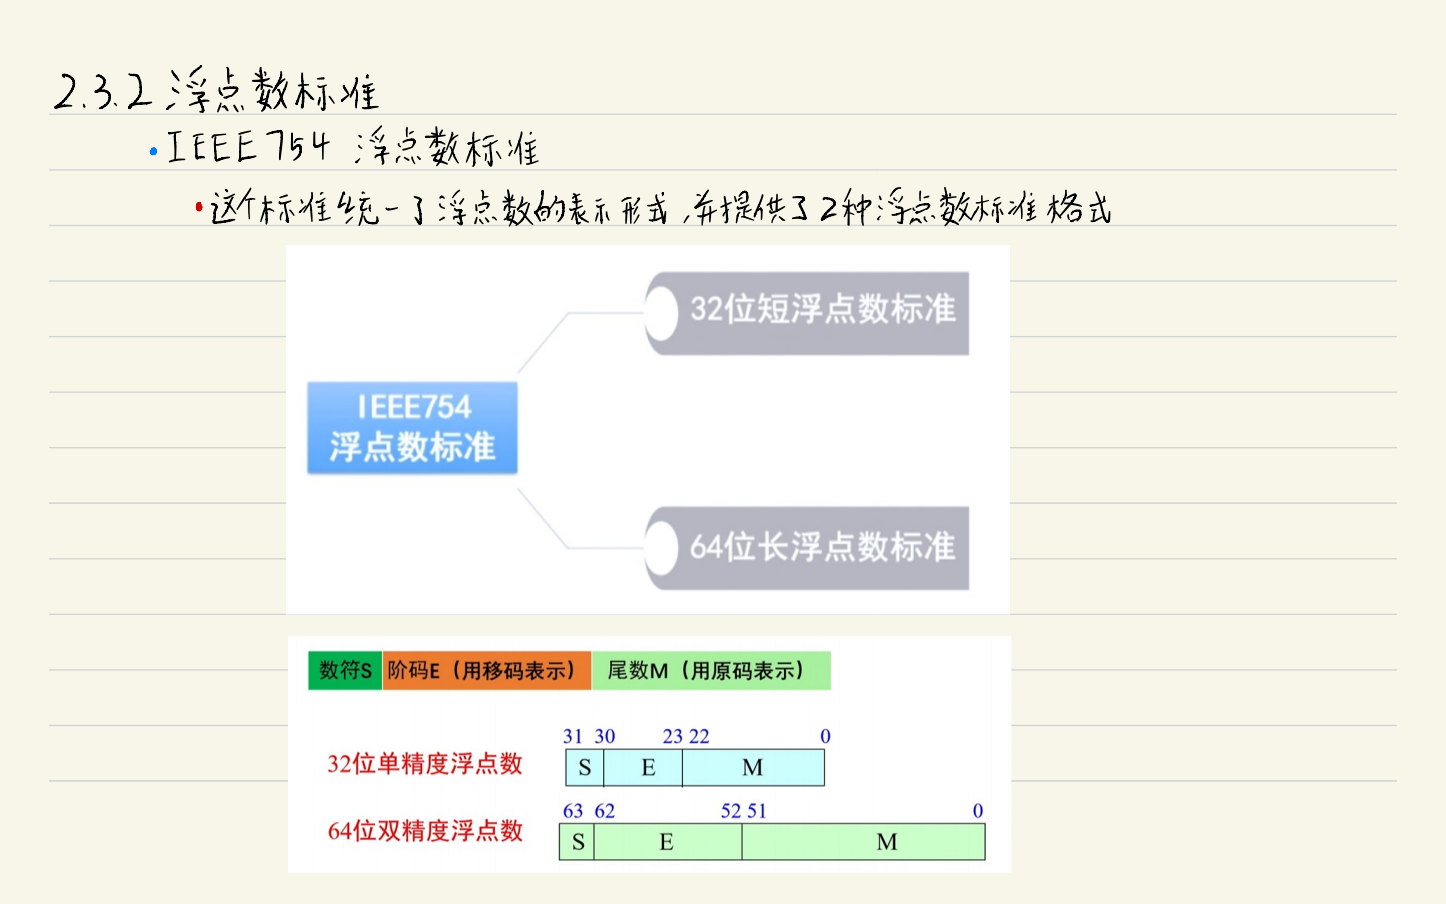 2.3.2 浮点数标准
•IEEE754 浮点数标准
•这个标准统一了浮点数的表示形式,并提供了2种浮点数标准格式
32位短浮点数标准
IEEE754
浮点数标准
64位长浮点数标准
数符S 阶码E（用移码表示） 尾数M（用原码表示）
31 30 23 22 0
32位单精度浮点数 S E M
63 62 52 51 0
64位双精度浮点数 S E M